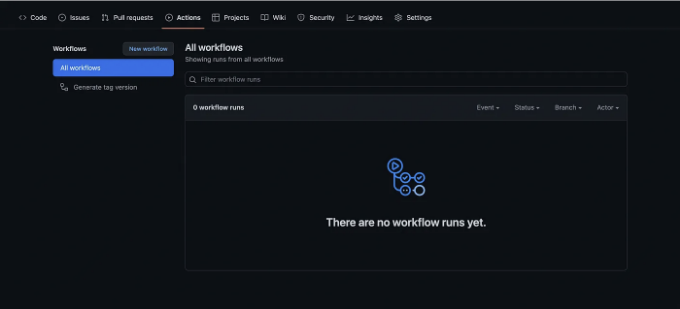 Code Issues Pull requests Actions Projects Wiki Security Insights Settings
Workflows New workflow
All workflows
Generate tag version
All workflows
Showing runs from all workflows
Filter workflow runs
0 workflow runs Event Status Branch Actor
There are no workflow runs yet.